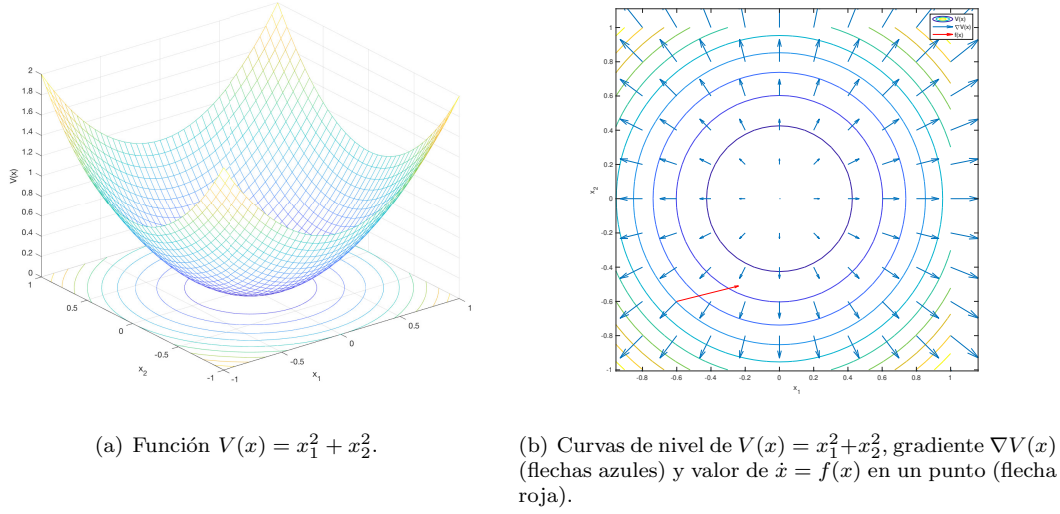 2
1.8
1.6
1.4
1.2
1
0.8
0.6
0.4
0.2
0
V(x)
1
0.5
0
-0.5
-1
x2
-1
-0.5
0
0.5
1
x1
V(x)
∇V(x)
f(x)
1
0.8
0.6
0.4
0.2
0
-0.2
-0.4
-0.6
-0.8
-1
x2
-0.8 -0.6 -0.4 -0.2 0 0.2 0.4 0.6 0.8 1
x1
(a) Función V(x) = x₁² + x₂².
(b) Curvas de nivel de V(x) = x₁²+x₂², gradiente ∇V(x)
(flechas azules) y valor de ẋ = f(x) en un punto (flecha
roja).